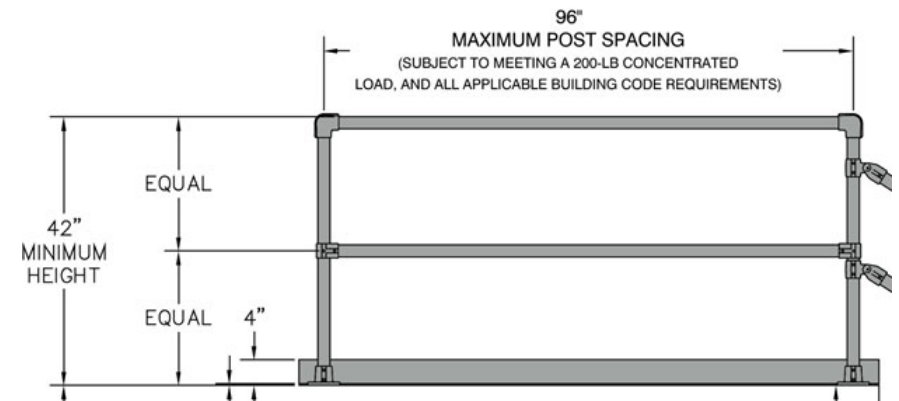 96"
MAXIMUM POST SPACING
(SUBJECT TO MEETING A 200-LB CONCENTRATED
LOAD, AND ALL APPLICABLE BUILDING CODE REQUIREMENTS)
EQUAL
42”
MINIMUM
HEIGHT
EQUAL
4”